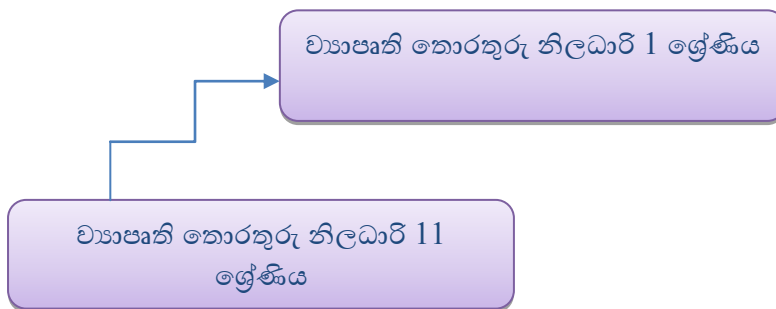 ව්‍යාපෘති තොරතුරු නිලධාරි 1 ශ්‍රේණිය
ව්‍යාපෘති තොරතුරු නිලධාරි 11
ශ්‍රේණිය